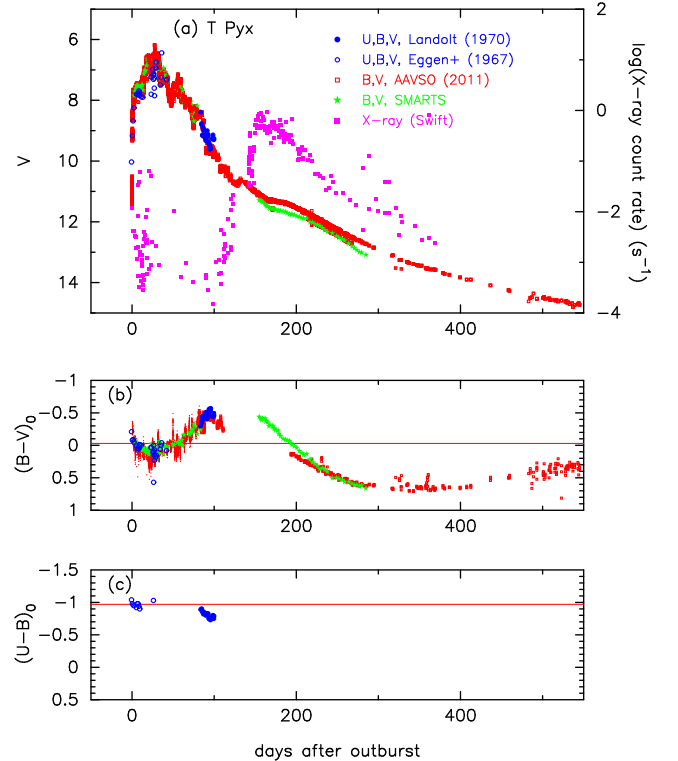 (a) T Pyx
U,B,V, Landolt (1970)
U,B,V, Eggen+ (1967)
B,V, AAVSO (2011)
B,V, SMARTS
X-ray (Swift)
6
8
10
12
14
V
2
0
-2
-4
log(X-ray count rate) (s⁻¹)
0
200
400
(b)
-1
-0.5
0
0.5
1
(B-V)₀
0
200
400
(c)
-1.5
-1
-0.5
0
0.5
(U-B)₀
0
200
400
days after outburst